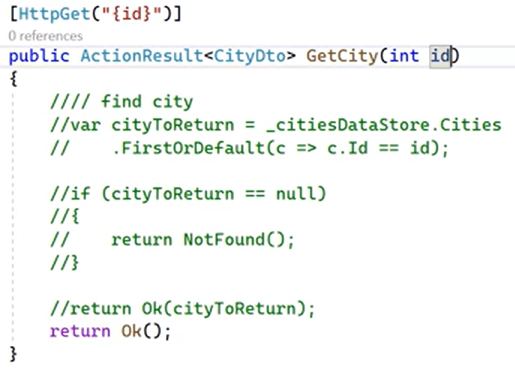 [HttpGet("{id}")]
0 references
public ActionResult<CityDto> GetCity(int id)
{
    //// find city
    //var cityToReturn = _citiesDataStore.Cities
    //    .FirstOrDefault(c => c.Id == id);

    //if (cityToReturn == null)
    //{
    //    return NotFound();
    //}

    //return Ok(cityToReturn);
    return Ok();
}